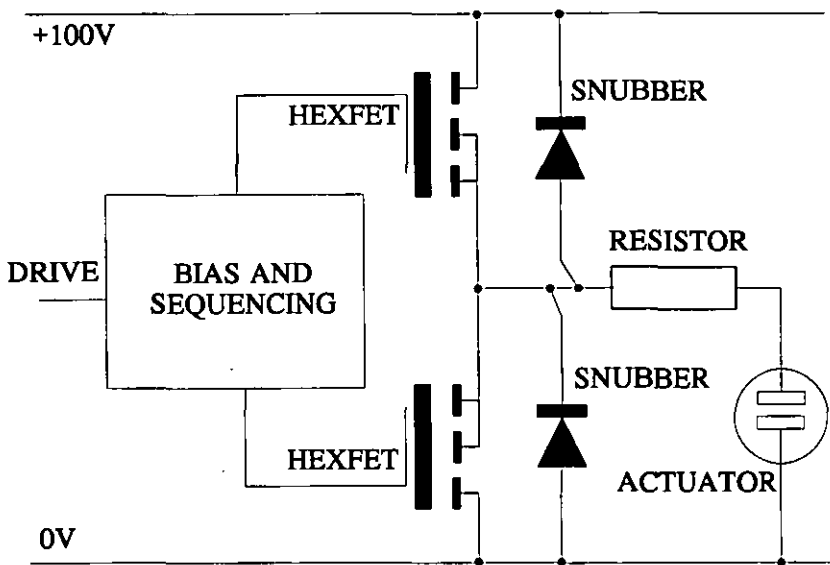 +100V
HEXFET
SNUBBER
DRIVE
BIAS AND
SEQUENCING
RESISTOR
SNUBBER
HEXFET
ACTUATOR
0V